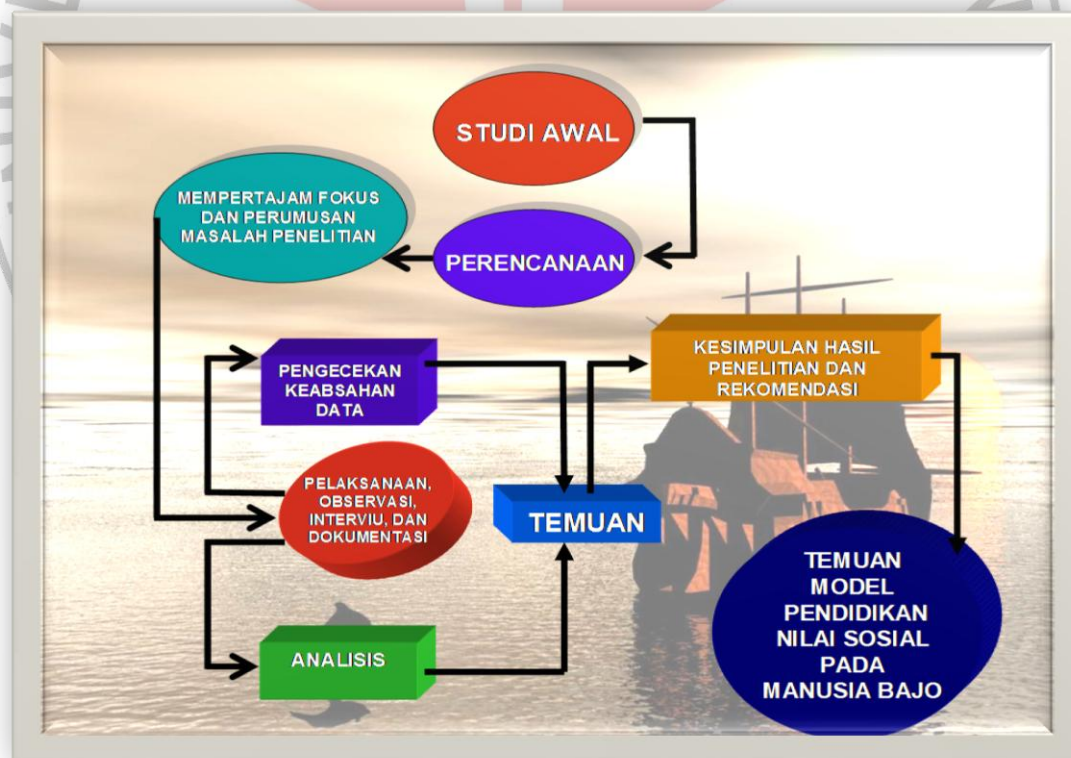 STUDI AWAL
MEMPERTAJAM FOKUS
DAN PERUMUSAN
MASALAH PENELITIAN
PERENCANAAN
PENGECEKAN
KEABSAHAN
DATA
KESIMPULAN HASIL
PENELITIAN DAN
REKOMENDASI
PELAKSANAAN,
OBSERVASI,
INTERVIU, DAN
DOKUMENTASI
TEMUAN
ANALISIS
TEMUAN
MODEL
PENDIDIKAN
NILAI SOSIAL
PADA
MANUSIA BAJO